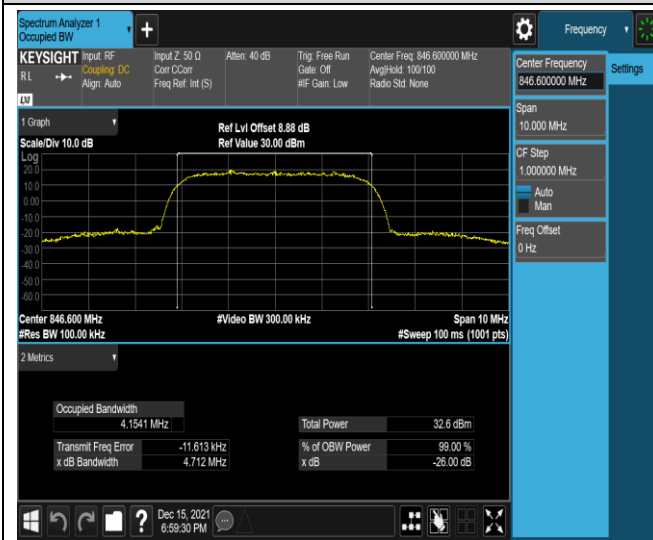 Spectrum Analyzer 1
Occupied BW
Frequency
KEYSIGHT
Input: RF
Input Z: 50 Ω
Atten: 40 dB
Trig: Free Run
Center Freq: 846.600000 MHz
RL
Coupling: DC
Corr CCorr
Gate: Off
Avg|Hold: 100/100
Align: Auto
Freq Ref: Int (S)
#IF Gain: Low
Radio Std: None
LXI
Center Frequency
846.600000 MHz
Settings
Span
10.000 MHz
CF Step
1.000000 MHz
Auto
Man
Freq Offset
0 Hz
1 Graph
Ref Lvl Offset 8.88 dB
Scale/Div 10.0 dB
Ref Value 30.00 dBm
Log
20.0
10.0
0.00
-10.0
-20.0
-30.0
-40.0
-50.0
-60.0
Center 846.600 MHz
#Video BW 300.00 kHz
Span 10 MHz
#Res BW 100.00 kHz
#Sweep 100 ms (1001 pts)
2 Metrics
Occupied Bandwidth
4.1541 MHz
Total Power
32.6 dBm
Transmit Freq Error
-11.613 kHz
% of OBW Power
99.00 %
x dB Bandwidth
4.712 MHz
x dB
-26.00 dB
Dec 15, 2021
6:59:30 PM